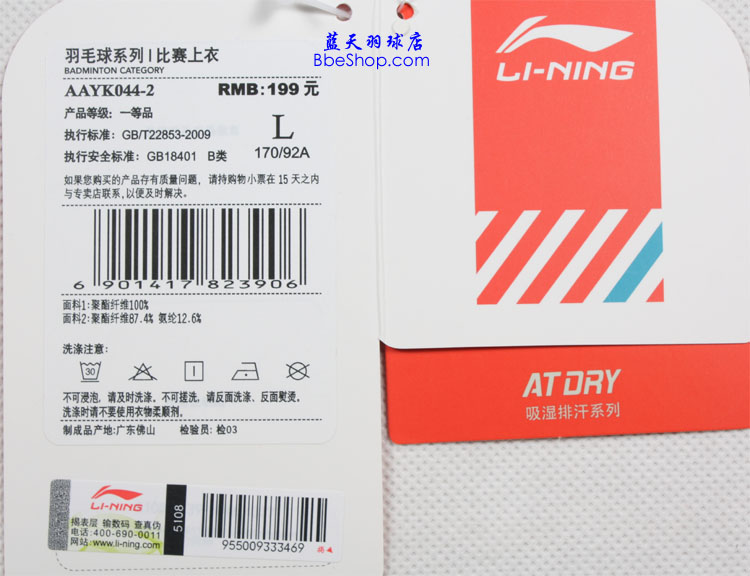 羽毛球系列 | 比赛上衣
BADMINTON CATEGORY
AAYK044-2 RMB:199 元
产品等级: 一等品
执行标准: GB/T22853-2009
L
执行安全标准: GB18401 B类
170/92A
如果您购买的产品存有质量问题, 请持购物小票在 15 天之内
与专卖店联系,以便及时解决。
6 901417 823906
面料1:聚酯纤维100%
面料2:聚酯纤维87.4% 氨纶12.6%
洗涤注意:
30
不可浸泡, 请及时洗涤。不可搓洗, 请反面洗涤、反面熨烫。
洗涤时请不要使用衣物柔顺剂。
制成品产地:广东佛山 检验员: 检03
LI-NING
揭表层 输数码 查真伪
电话:400-690-0011
网站:www.li-ning.com
5108
955009333469
蓝天羽球店
BbeShop.com
LI-NING
AT DRY
吸湿排汗系列